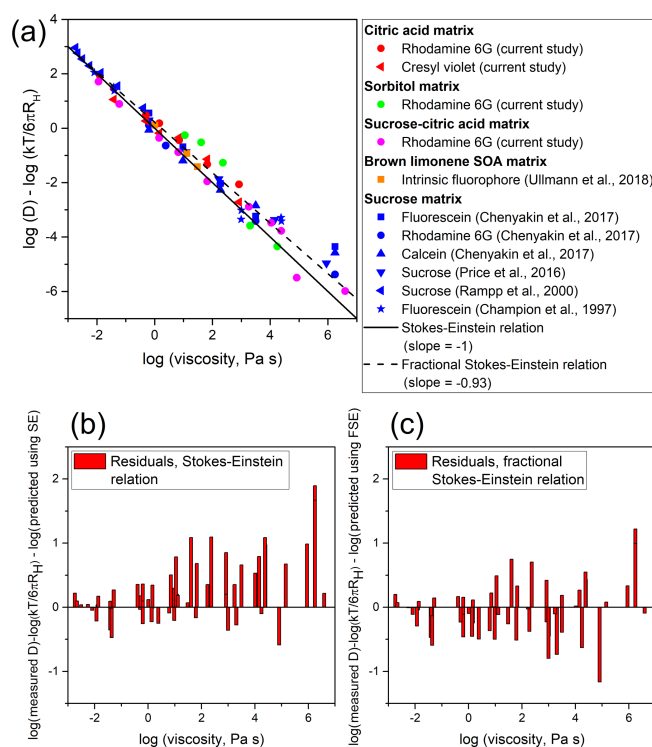 (a)
4
2
0
-2
-4
-6
-2
0
2
4
6
log (D) - log (kT/6πR_H)
log (viscosity, Pa s)
Citric acid matrix
Rhodamine 6G (current study)
Cresyl violet (current study)
Sorbitol matrix
Rhodamine 6G (current study)
Sucrose-citric acid matrix
Rhodamine 6G (current study)
Brown limonene SOA matrix
Intrinsic fluorophore (Ullmann et al., 2018)
Sucrose matrix
Fluorescein (Chenyakin et al., 2017)
Rhodamine 6G (Chenyakin et al., 2017)
Calcein (Chenyakin et al., 2017)
Sucrose (Price et al., 2016)
Sucrose (Rampp et al., 2000)
Fluorescein (Champion et al., 1997)
Stokes-Einstein relation
(slope = -1)
Fractional Stokes-Einstein relation
(slope = -0.93)
(b)
Residuals, Stokes-Einstein
relation
2
1
0
-1
-2
0
2
4
6
log(measured D)-log(kT/6πR_H) - log(predicted using SE)
log (viscosity, Pa s)
(c)
Residuals, fractional
Stokes-Einstein relation
2
1
0
-1
-2
0
2
4
6
log(measured D)-log(kT/6πR_H) - log(predicted using FSE)
log (viscosity, Pa s)